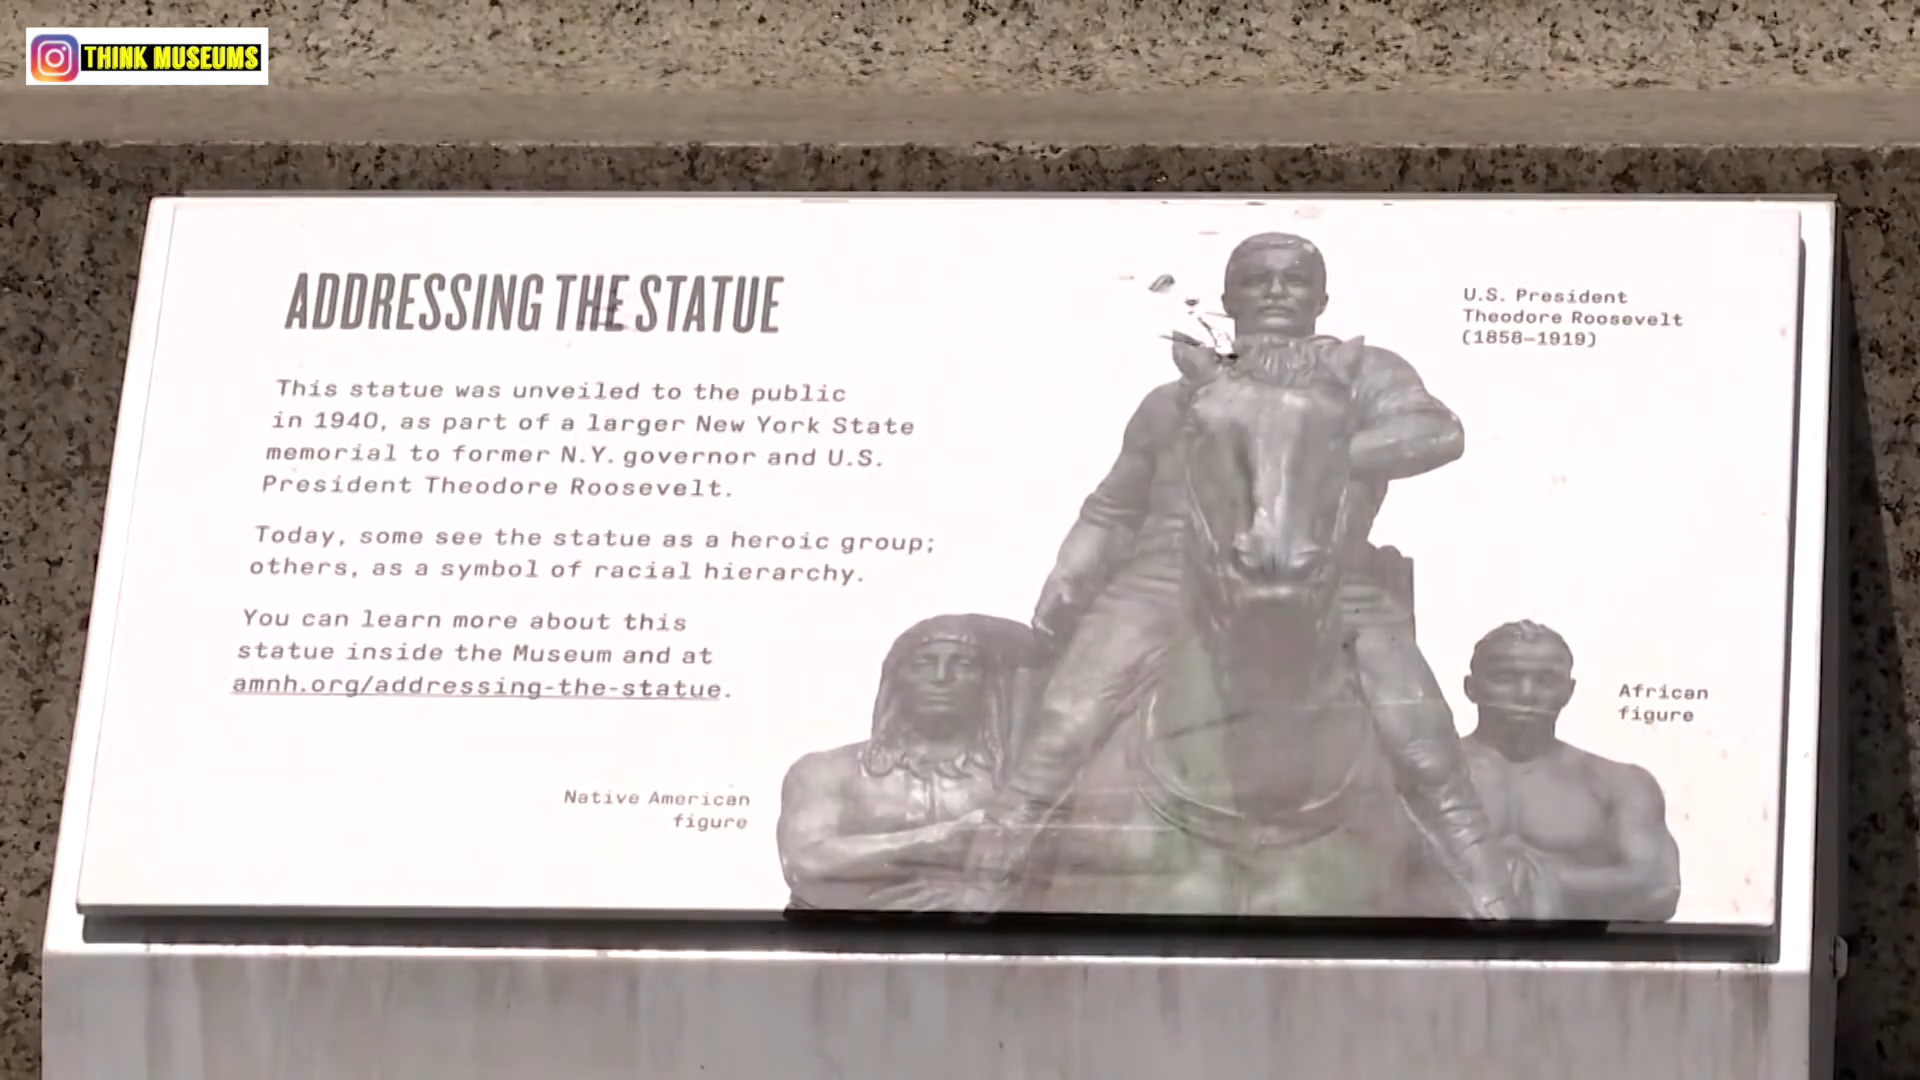 THINK MUSEUMS
ADDRESSING THE STATUE
This statue was unveiled to the public
in 1940, as part of a larger New York State
memorial to former N.Y. governor and U.S.
President Theodore Roosevelt.
Today, some see the statue as a heroic group;
others, as a symbol of racial hierarchy.
You can learn more about this
statue inside the Museum and at
amnh.org/addressing-the-statue.
U.S. President
Theodore Roosevelt
(1858–1919)
African
figure
Native American
figure